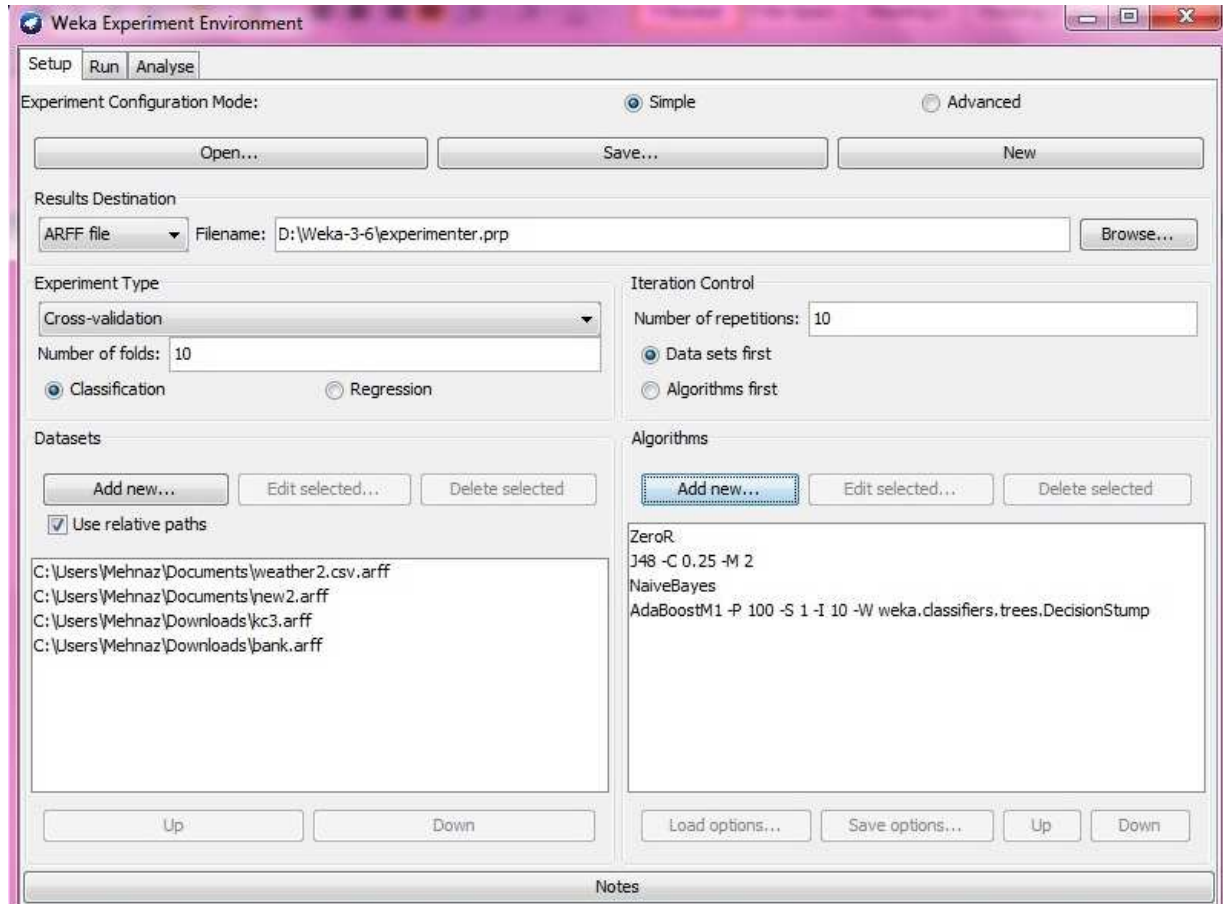 Weka Experiment Environment
Setup Run Analyse
Experiment Configuration Mode: Simple Advanced
Open... Save... New
Results Destination
ARFF file Filename: D:\Weka-3-6\experimenter.prp Browse...
Experiment Type
Cross-validation
Number of folds: 10
Classification Regression
Iteration Control
Number of repetitions: 10
Data sets first
Algorithms first
Datasets
Add new... Edit selected... Delete selected
Use relative paths
C:\Users\Mehnaz\Documents\weather2.csv.arff
C:\Users\Mehnaz\Documents\new2.arff
C:\Users\Mehnaz\Downloads\kc3.arff
C:\Users\Mehnaz\Downloads\bank.arff
Up Down
Algorithms
Add new... Edit selected... Delete selected
ZeroR
J48 -C 0.25 -M 2
NaiveBayes
AdaBoostM1 -P 100 -S 1 -I 10 -W weka.classifiers.trees.DecisionStump
Load options... Save options... Up Down
Notes